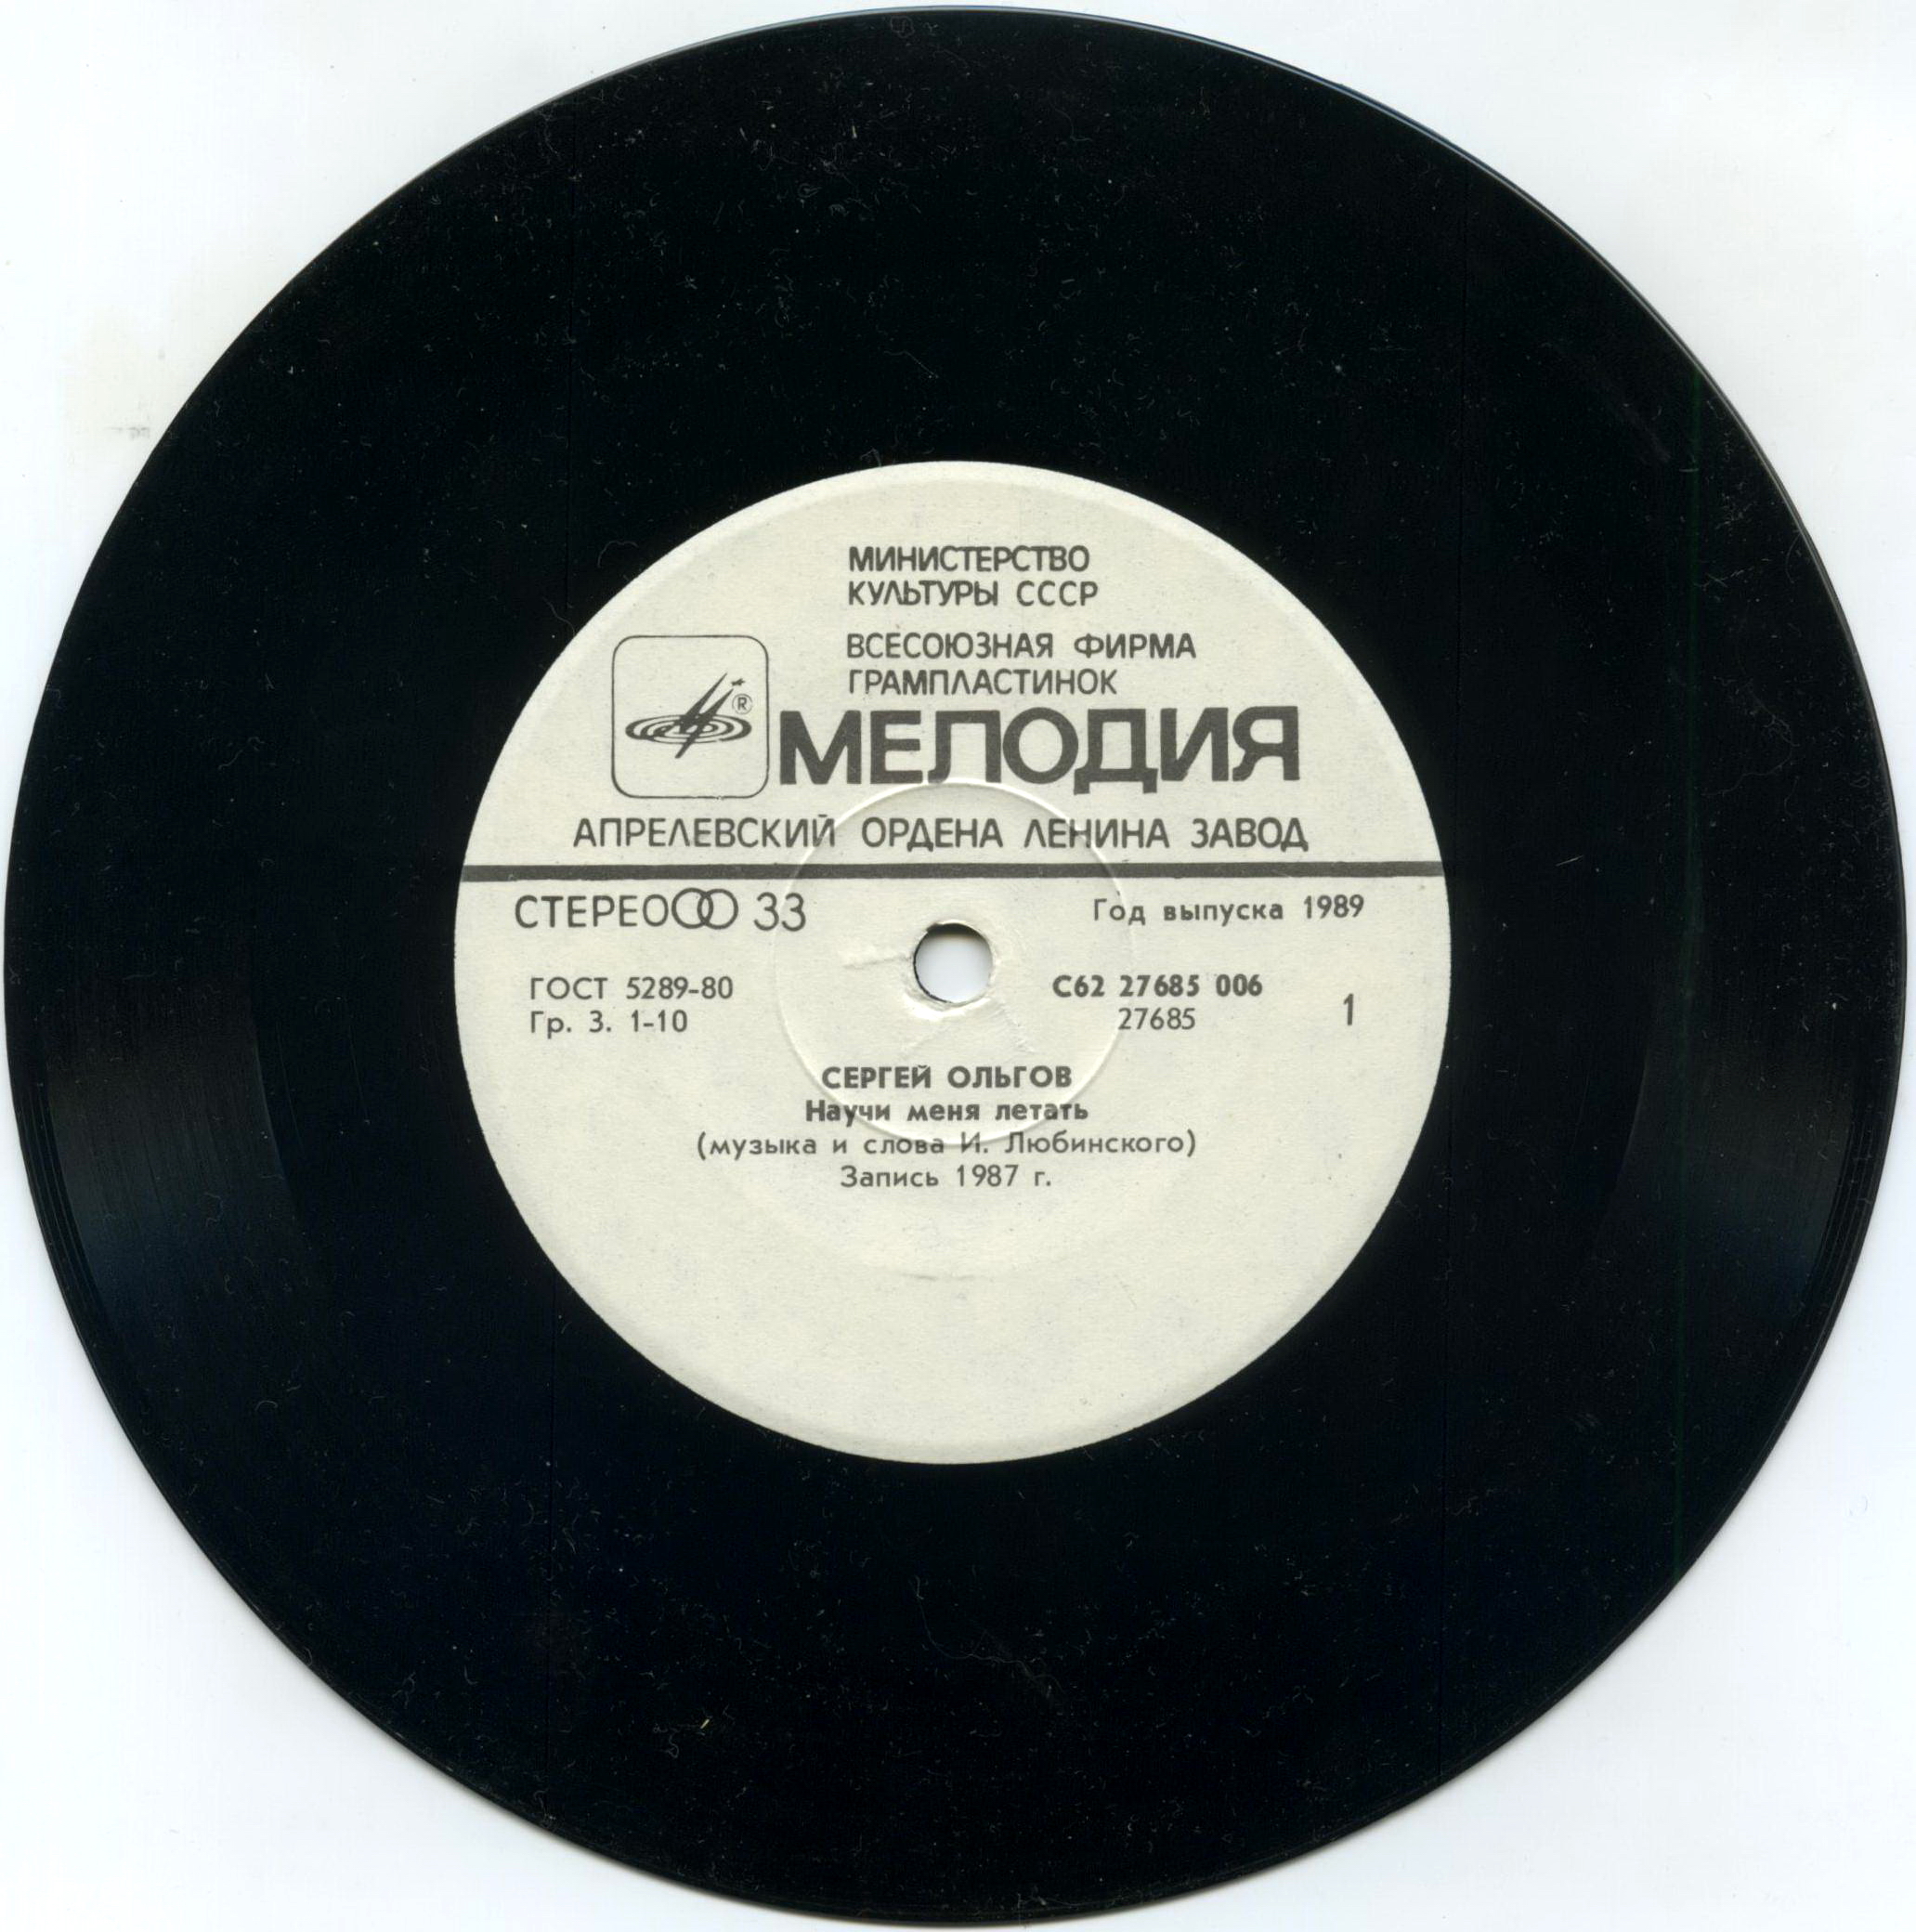 МИНИСТЕРСТВО
КУЛЬТУРЫ СССР
ВСЕСОЮЗНАЯ ФИРМА
ГРАМПЛАСТИНОК
®
МЕЛОДИЯ
АПРЕЛЕВСКИЙ ОРДЕНА ЛЕНИНА ЗАВОД
СТЕРЕО 33 Год выпуска 1989
ГОСТ 5289-80 С62 27685 006
Гр. 3. 1-10 27685 1
СЕРГЕЙ ОЛЬГОВ
Научи меня летать
(музыка и слова И. Любинского)
Запись 1987 г.